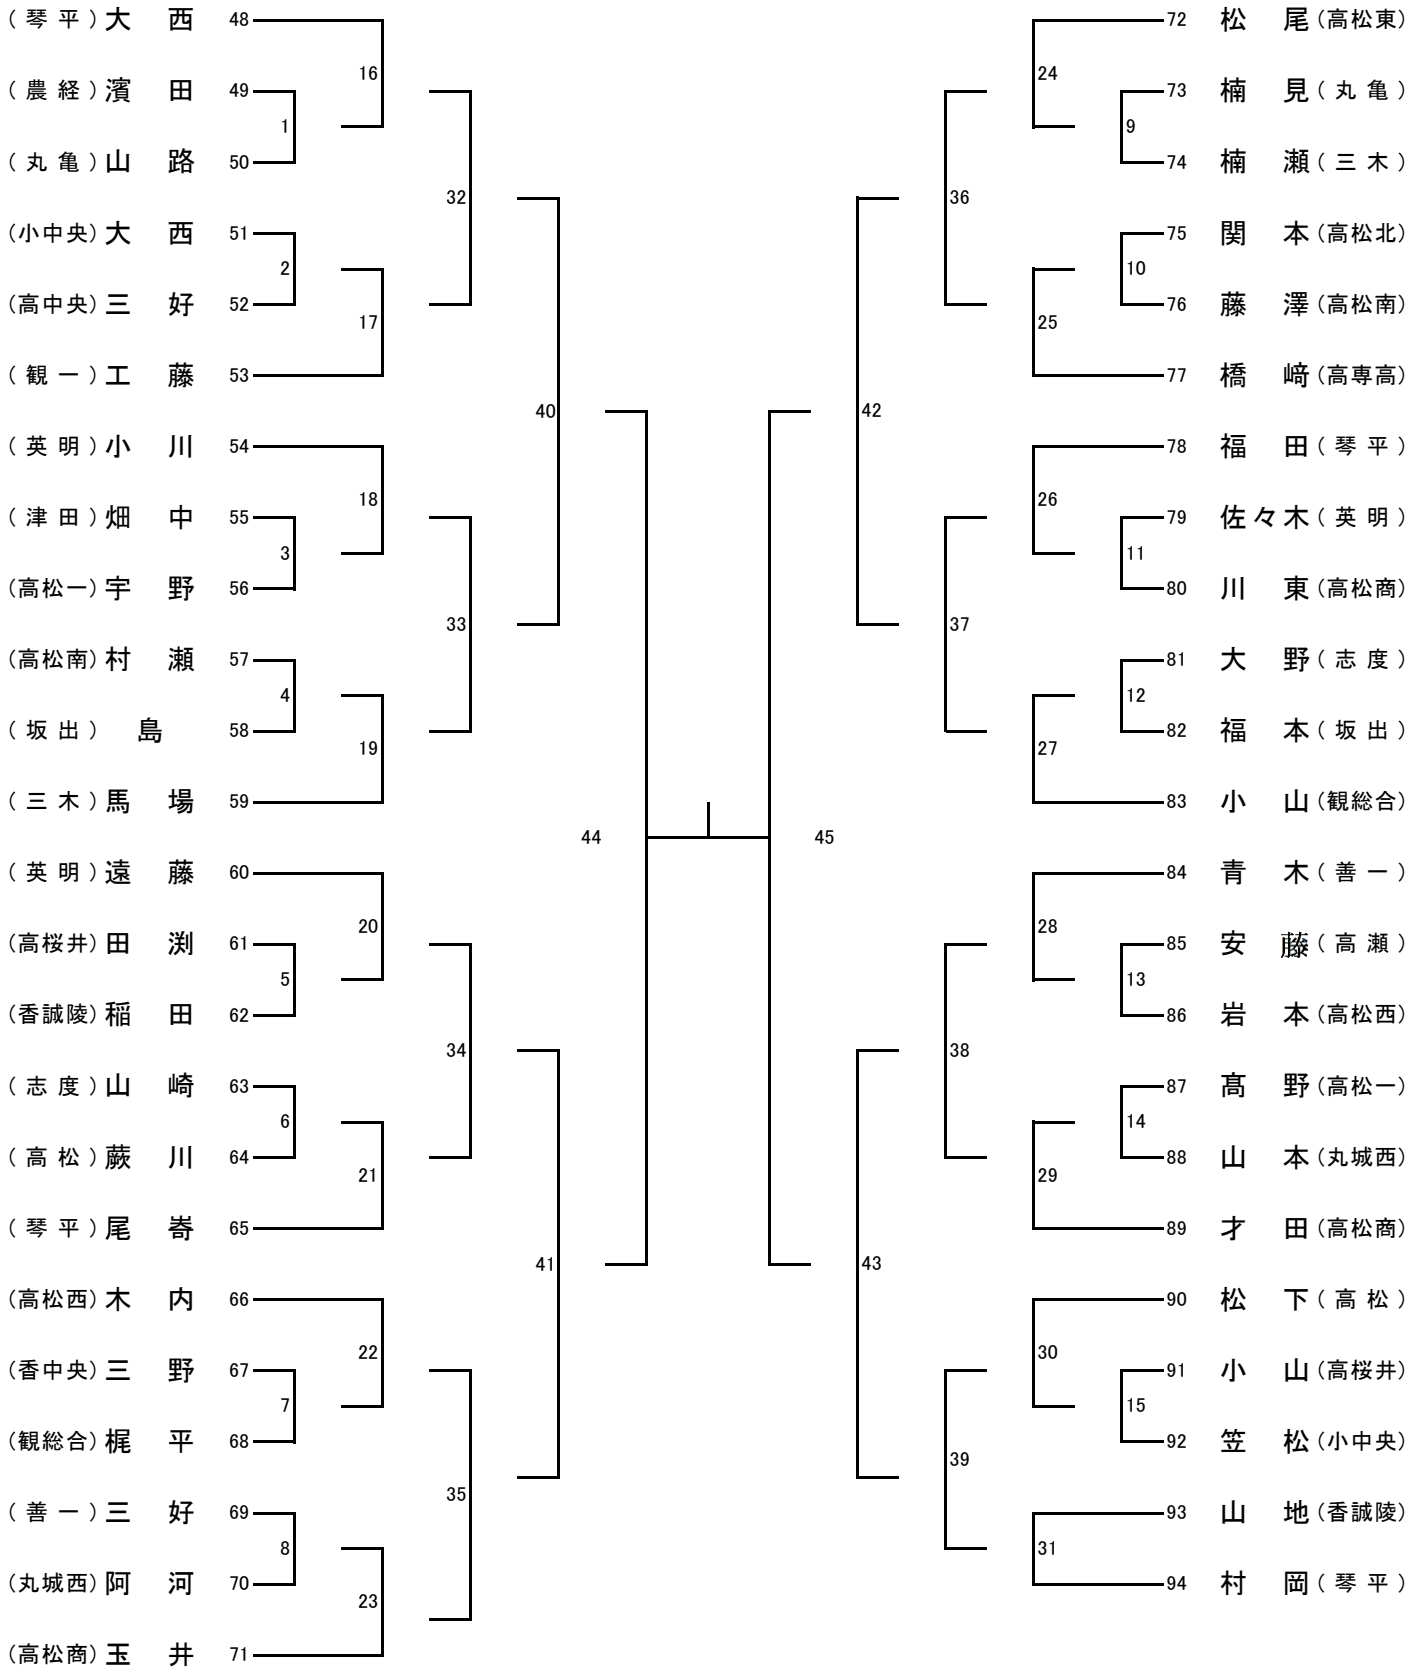 (琴平) 大西 48
(農経) 濱田 49
(丸亀) 山路 50
(小中央) 大西 51
(高中央) 三好 52
(観一) 工藤 53
(英明) 小川 54
(津田) 畑中 55
(高松一) 宇野 56
(高松南) 村瀬 57
(坂出) 島 58
(三木) 馬場 59
(英明) 遠藤 60
(高桜井) 田渕 61
(香誠陵) 稲田 62
(志度) 山崎 63
(高松) 蕨川 64
(琴平) 尾嵜 65
(高松西) 木内 66
(香中央) 三野 67
(観総合) 梶平 68
(善一) 三好 69
(丸城西) 阿河 70
(高松商) 玉井 71
1
2
3
4
5
6
7
8
16
17
18
19
20
21
22
23
32
33
34
35
40
41
44
45
42
43
36
37
38
39
24
25
26
27
28
29
30
31
9
10
11
12
13
14
15
72 松尾 (高松東)
73 楠見 (丸亀)
74 楠瀬 (三木)
75 関本 (高松北)
76 藤澤 (高松南)
77 橋﨑 (高専高)
78 福田 (琴平)
79 佐々木 (英明)
80 川東 (高松商)
81 大野 (志度)
82 福本 (坂出)
83 小山 (観総合)
84 青木 (善一)
85 安藤 (高瀬)
86 岩本 (高松西)
87 髙野 (高松一)
88 山本 (丸城西)
89 才田 (高松商)
90 松下 (高松)
91 小山 (高桜井)
92 笠松 (小中央)
93 山地 (香誠陵)
94 村岡 (琴平)